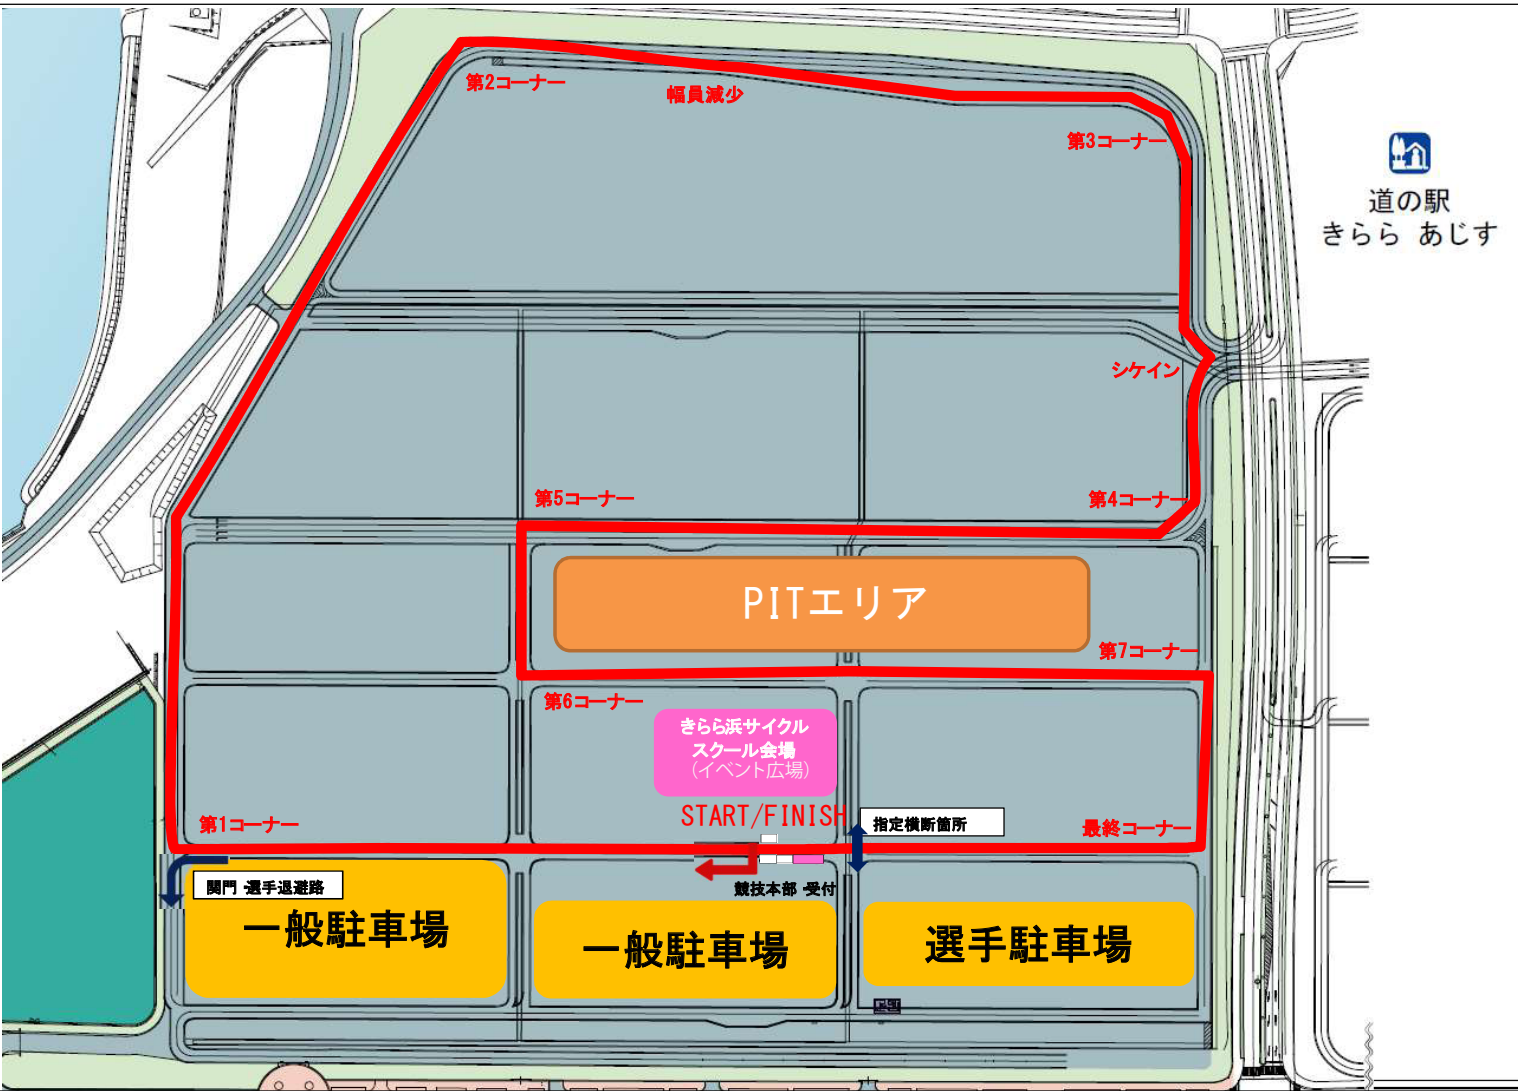 第2コーナー
幅員減少
第3コーナー
道の駅
きらら あじす
シケイン
第5コーナー
第4コーナー
PITエリア
第7コーナー
第6コーナー
きらら浜サイクル
スクール会場
(イベント広場)
START/FINISH
第1コーナー
指定横断箇所
最終コーナー
関門・選手退避路
競技本部・受付
一般駐車場
一般駐車場
選手駐車場